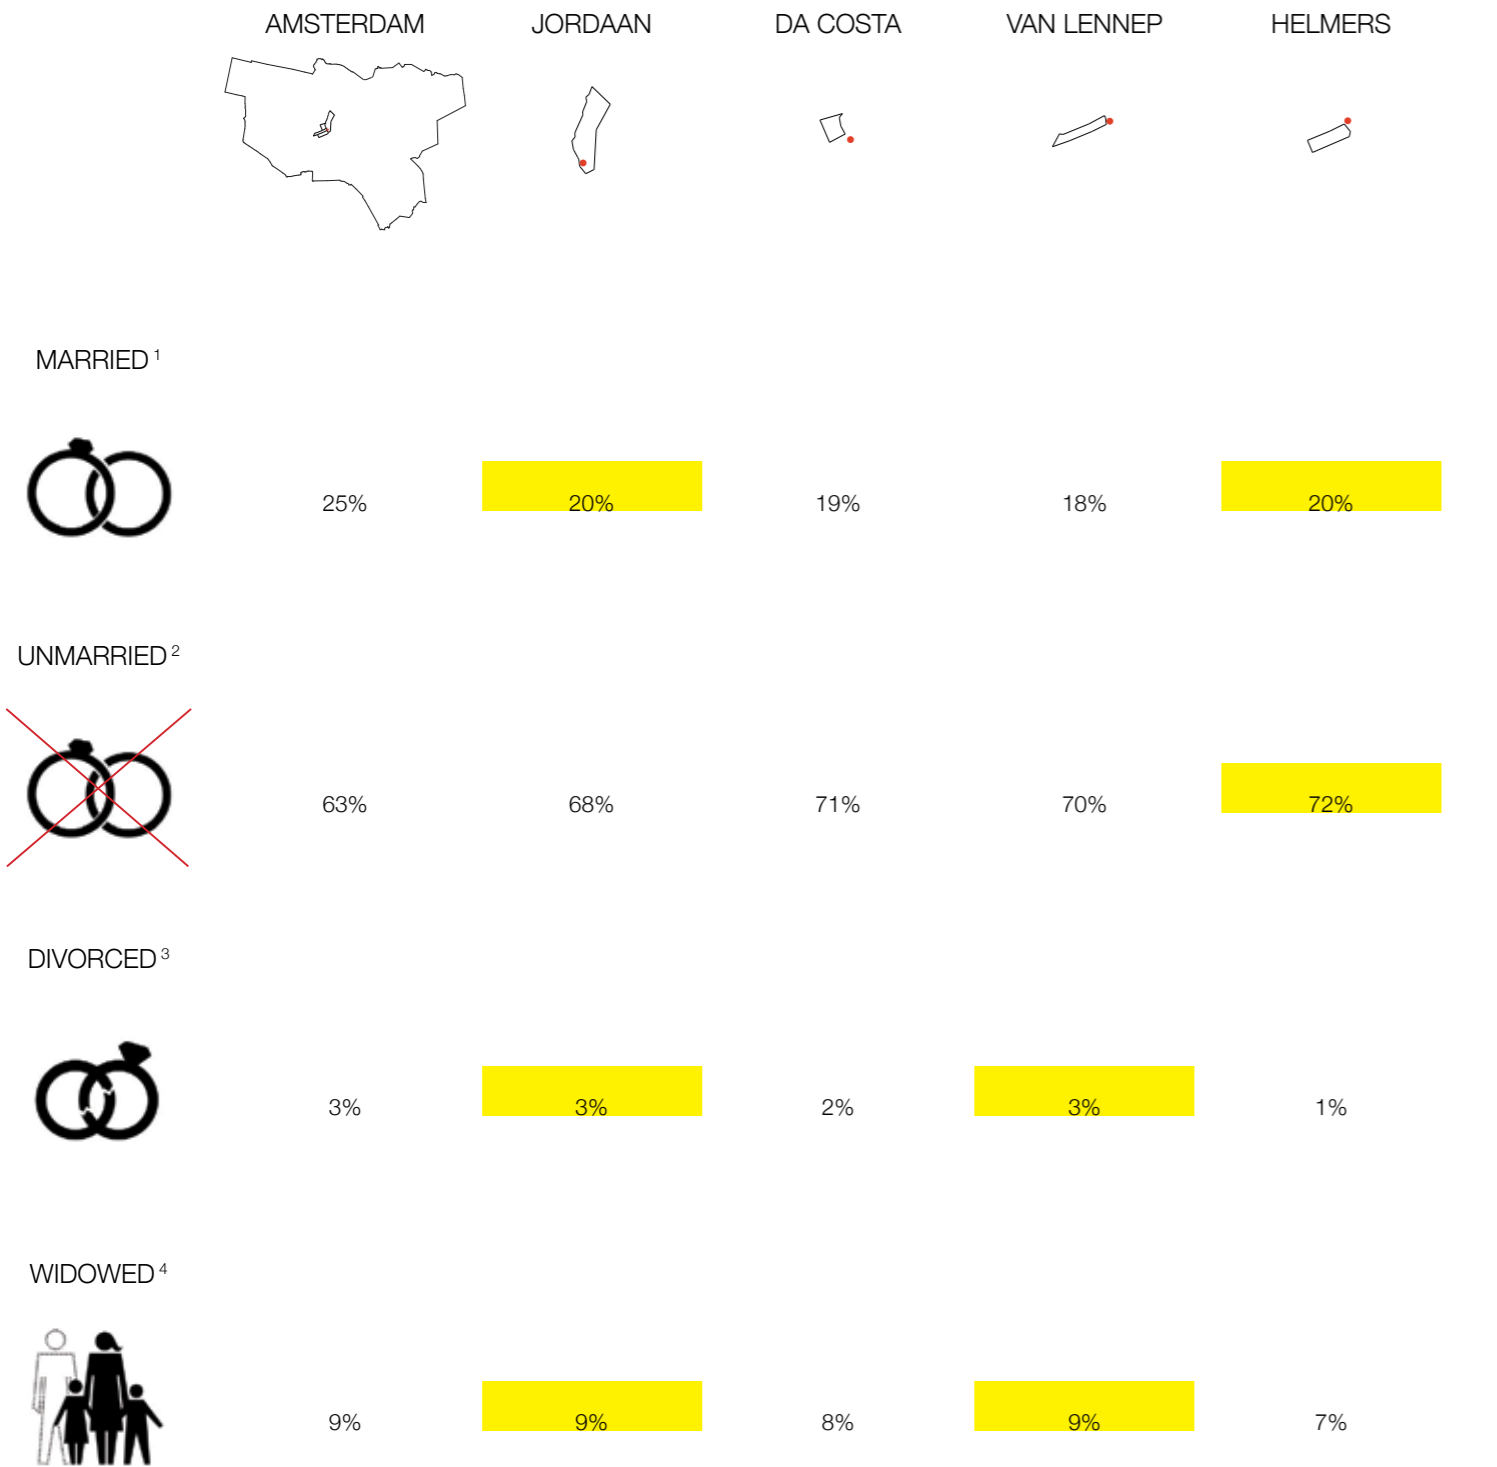 AMSTERDAM JORDAAN DA COSTA VAN LENNEP HELMERS
MARRIED 1
25% 20% 19% 18% 20%
UNMARRIED 2
63% 68% 71% 70% 72%
DIVORCED 3
3% 3% 2% 3% 1%
WIDOWED 4
9% 9% 8% 9% 7%